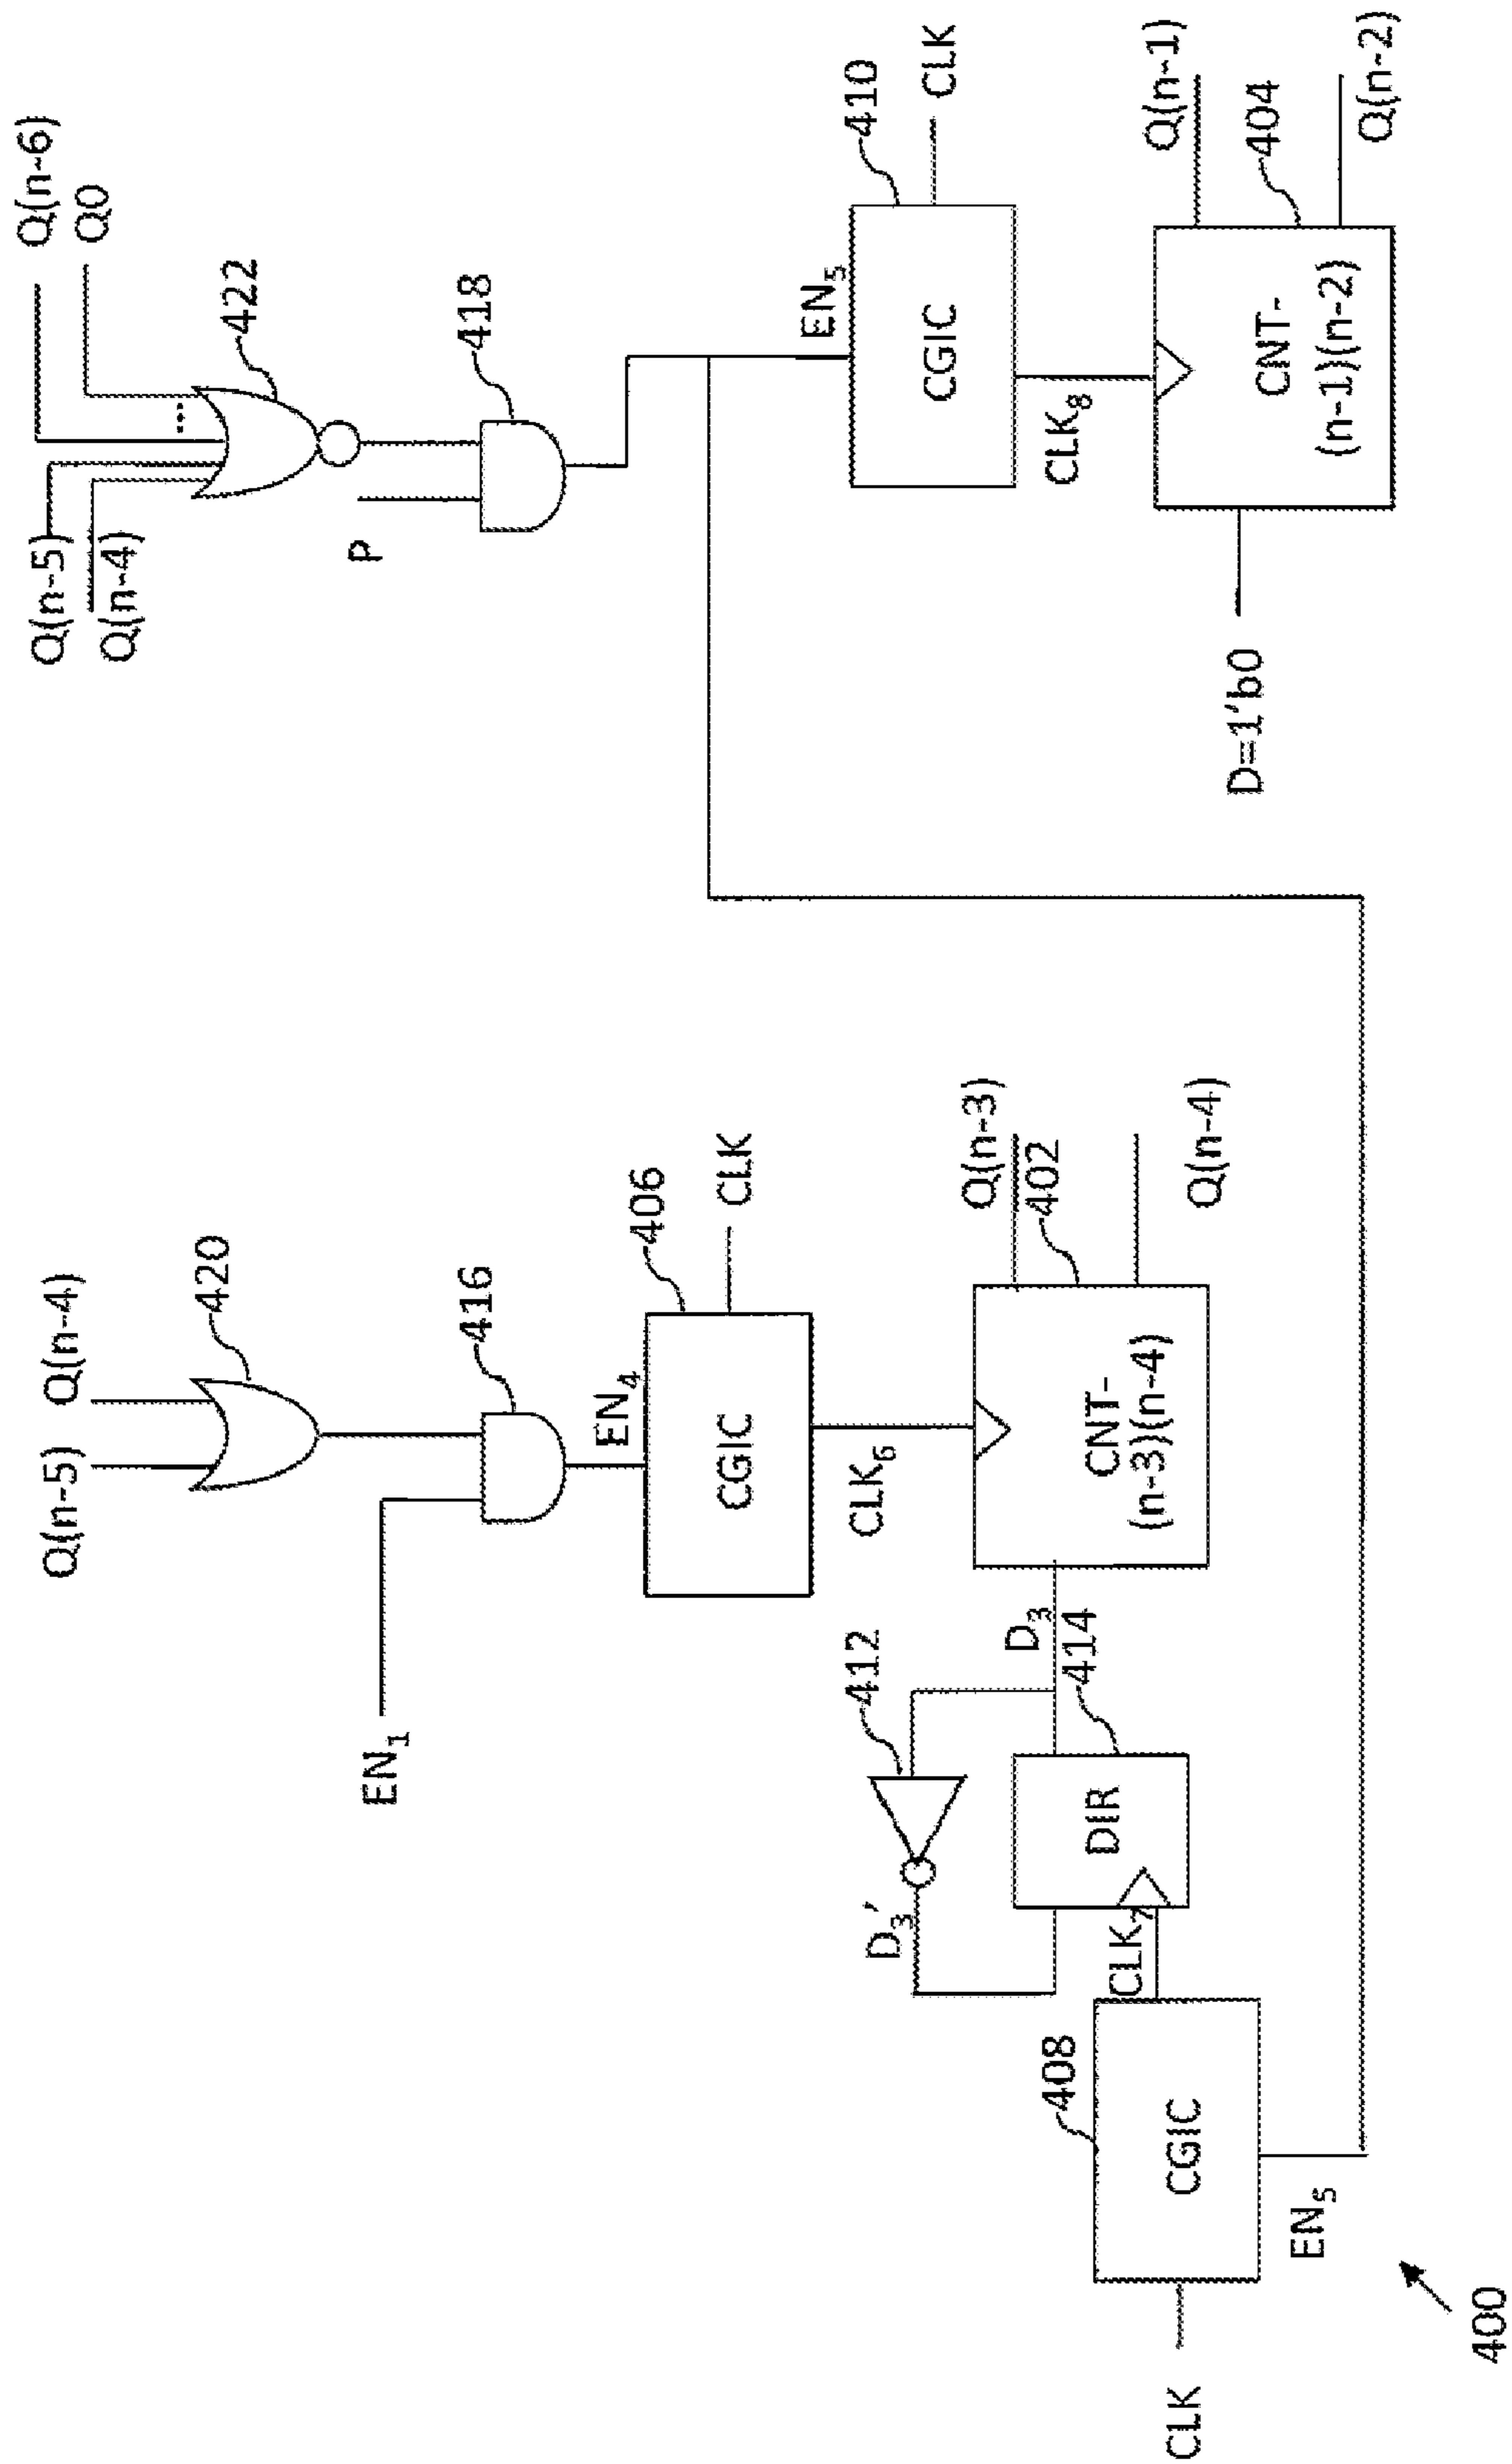 Q(n-5)
Q(n-4)
420
EN1
416
EN4
406
CGIC
CLK
CLK6
412
D3'
D3
414
DIR
CNT-
(n-3)(n-4)
Q(n-3)
402
Q(n-4)
CLK
408
CGIC
CLK7
EN5
400
Q(n-5)
Q(n-4)
Q(n-6)
Q0
...
422
P
418
EN5
410
CGIC
CLK
CLK8
D=1'b0
CNT-
(n-1)(n-2)
Q(n-1)
404
Q(n-2)